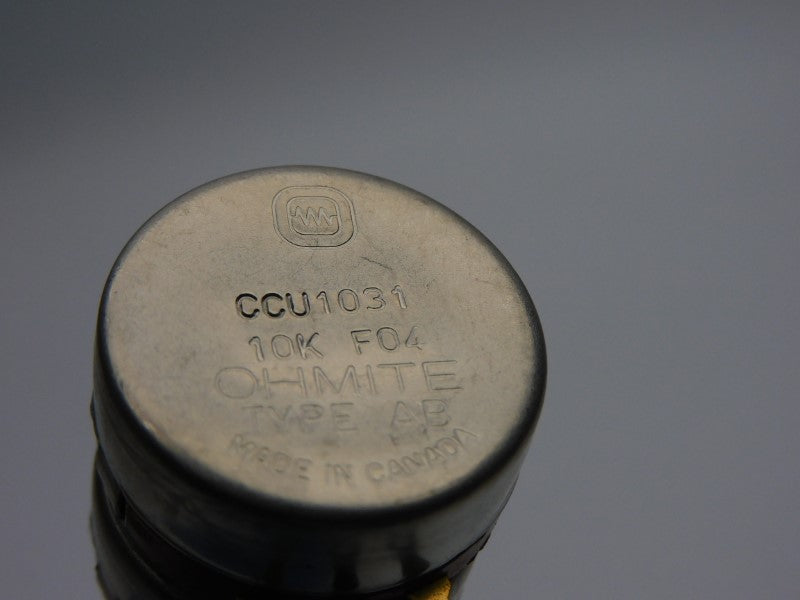 CCU1031
10K F04
OHMITE
TYPE AB
MADE IN CANADA